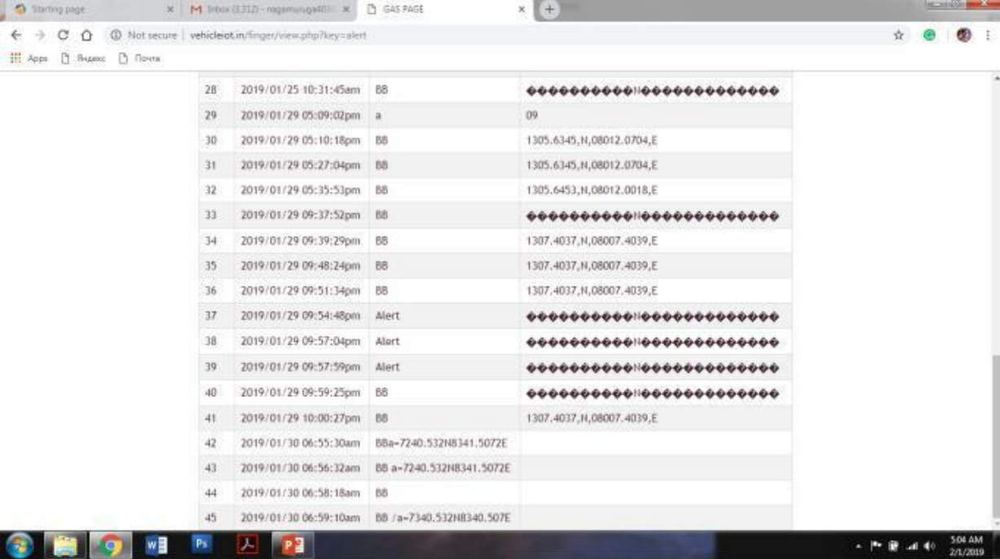 Starting page
GAS PAGE
Not secure | vehicleiot.in/finger/view.php?key=alert
Apps Яндекс Почта
28 2019/01/25 10:31:45am BB ������������N���������������
29 2019/01/29 05:09:02pm a 09
30 2019/01/29 05:10:18pm BB 1305.6345,N,08012.0704,E
31 2019/01/29 05:27:04pm BB 1305.6345,N,08012.0704,E
32 2019/01/29 05:35:53pm BB 1305.6453,N,08012.0018,E
33 2019/01/29 09:37:52pm BB ������������N���������������
34 2019/01/29 09:39:29pm BB 1307.4037,N,08007.4039,E
35 2019/01/29 09:48:24pm BB 1307.4037,N,08007.4039,E
36 2019/01/29 09:51:34pm BB 1307.4037,N,08007.4039,E
37 2019/01/29 09:54:48pm Alert ������������N���������������
38 2019/01/29 09:57:04pm Alert ������������N���������������
39 2019/01/29 09:57:59pm Alert ������������N���������������
40 2019/01/29 09:59:25pm BB ������������N���������������
41 2019/01/29 10:00:27pm BB 1307.4037,N,08007.4039,E
42 2019/01/30 06:55:30am BBa=7240.532N8341.5072E
43 2019/01/30 06:56:32am BB a=7240.532N8341.5072E
44 2019/01/30 06:58:18am BB
45 2019/01/30 06:59:10am BB /a=7340.532N8340.507E
W Ps P
5:04 AM
2/1/2019